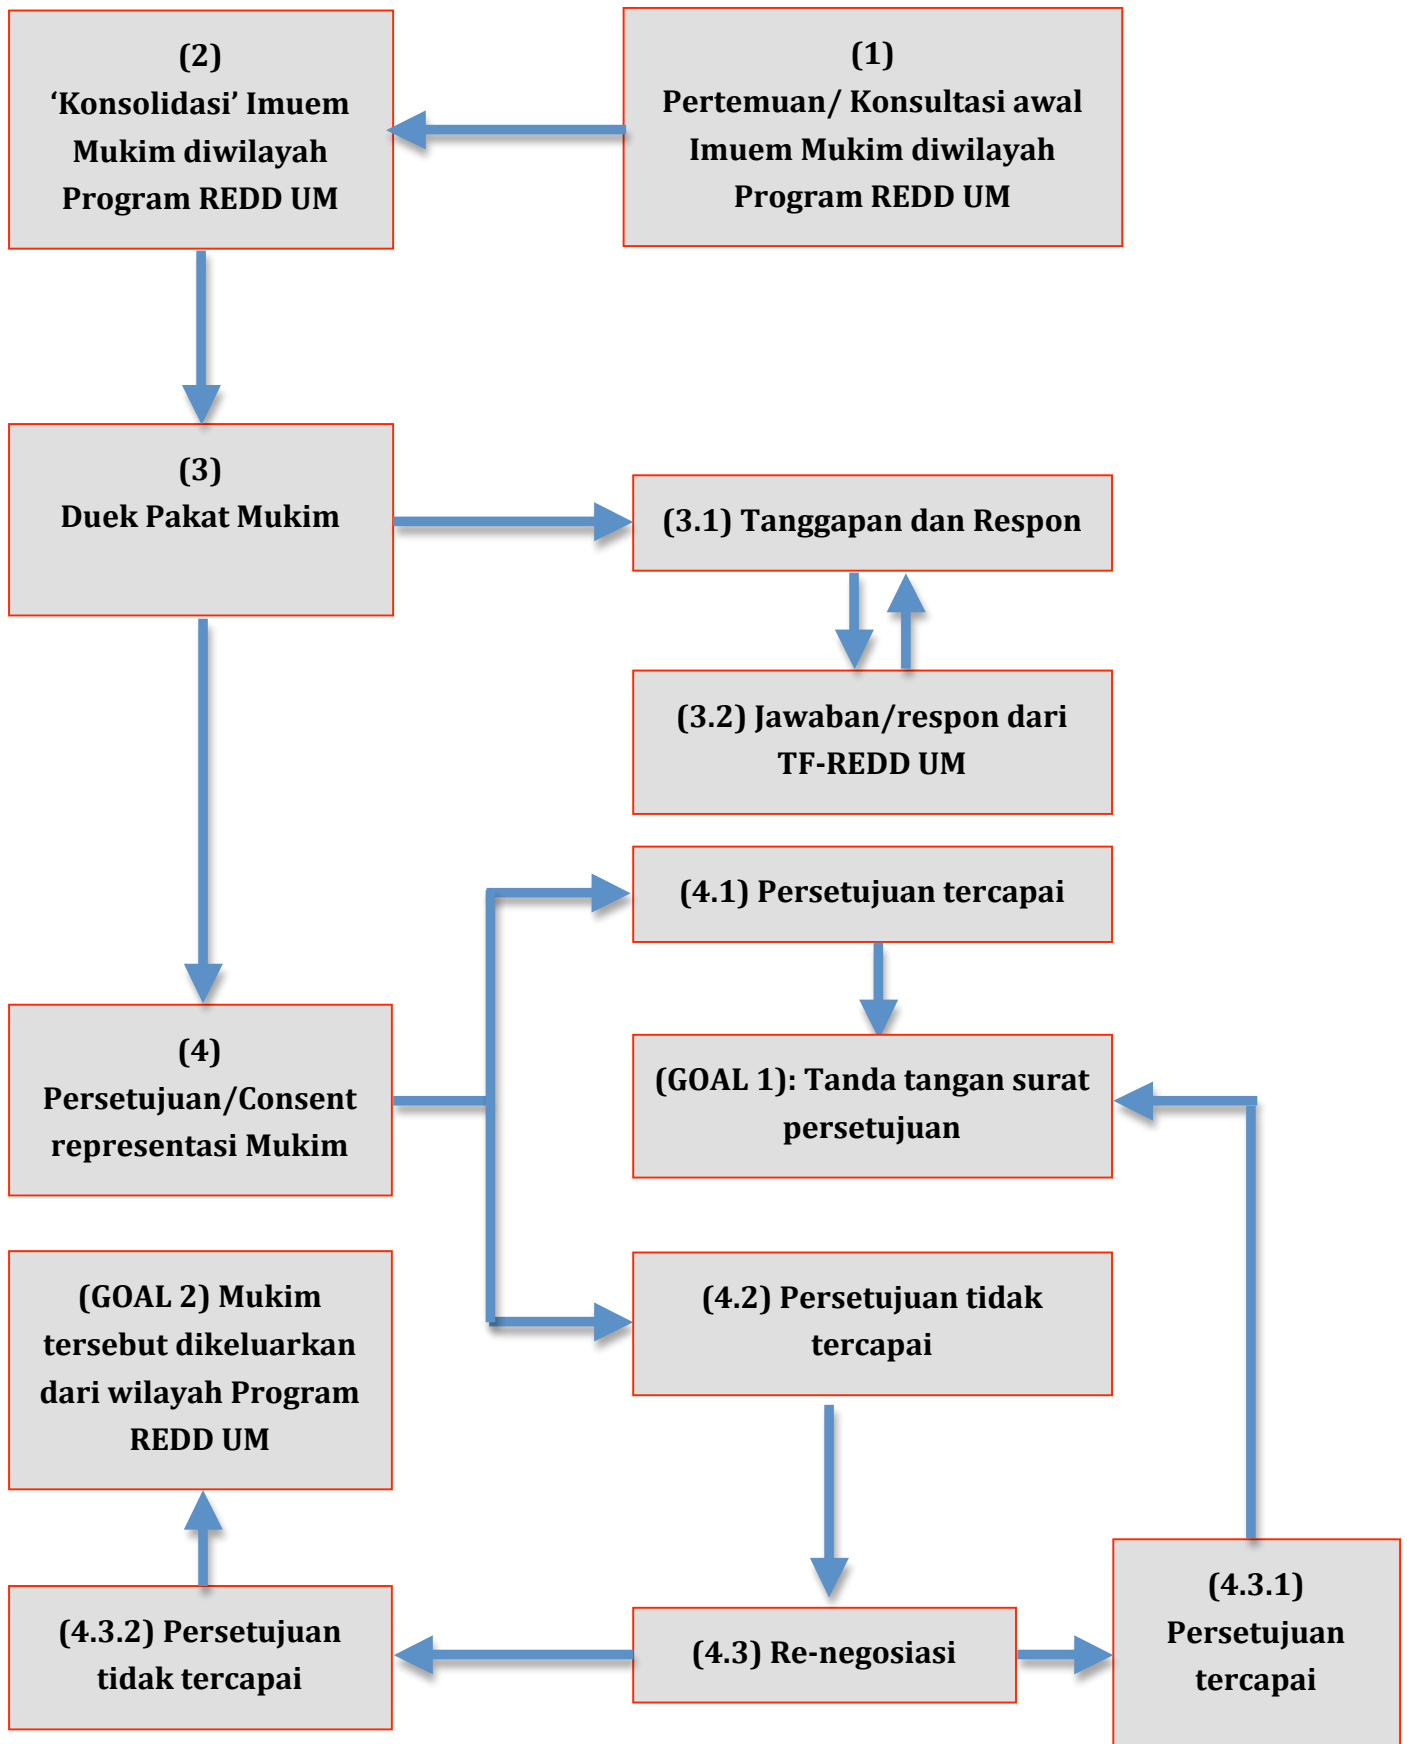 (1)
Pertemuan/ Konsultasi awal
Imuem Mukim diwilayah
Program REDD UM
(2)
‘Konsolidasi’ Imuem
Mukim diwilayah
Program REDD UM
(3)
Duek Pakat Mukim
(3.1) Tanggapan dan Respon
(3.2) Jawaban/respon dari
TF-REDD UM
(4)
Persetujuan/Consent
representasi Mukim
(4.1) Persetujuan tercapai
(GOAL 1): Tanda tangan surat
persetujuan
(4.2) Persetujuan tidak
tercapai
(4.3) Re-negosiasi
(4.3.1)
Persetujuan
tercapai
(4.3.2) Persetujuan
tidak tercapai
(GOAL 2) Mukim
tersebut dikeluarkan
dari wilayah Program
REDD UM